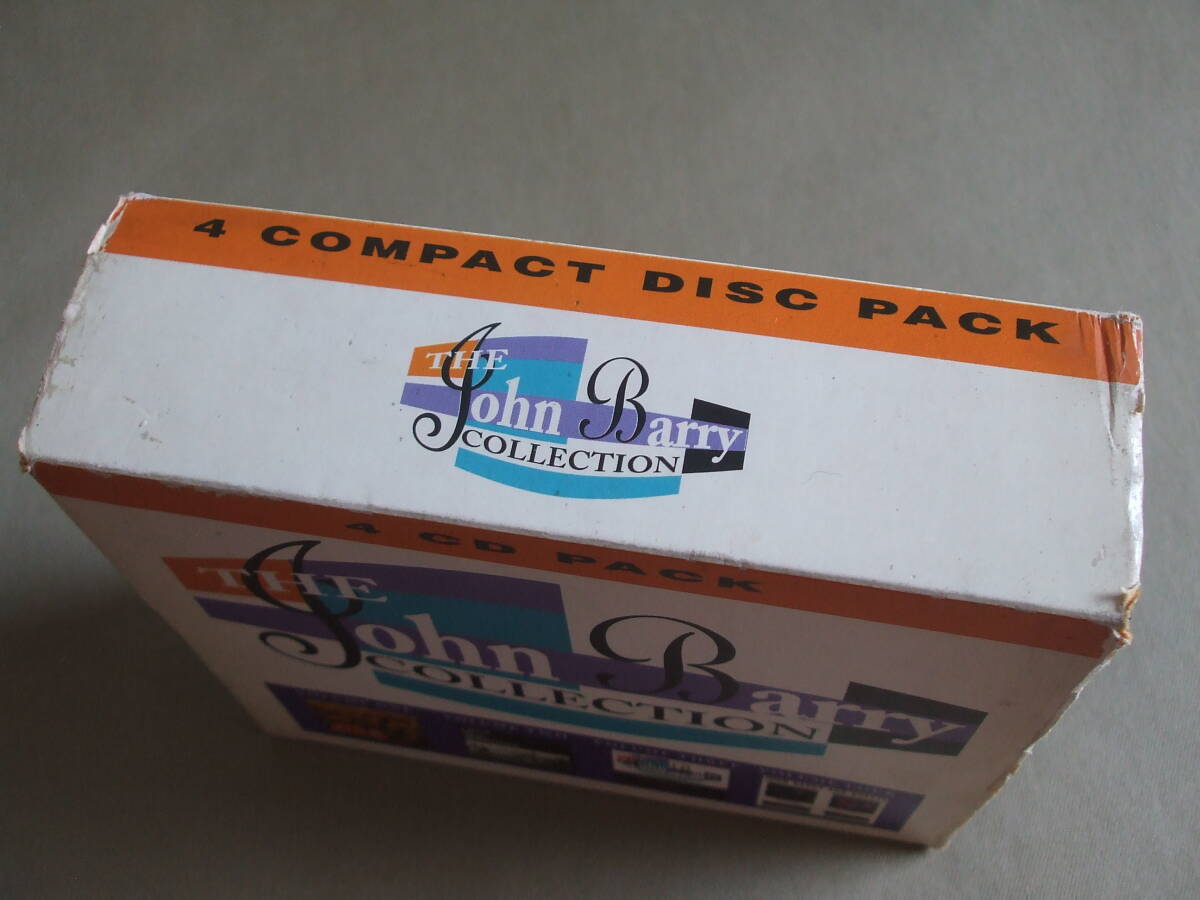 4 COMPACT DISC PACK
THE
John Barry
COLLECTION
4 CD PACK
THE
John Barry
COLLECTION